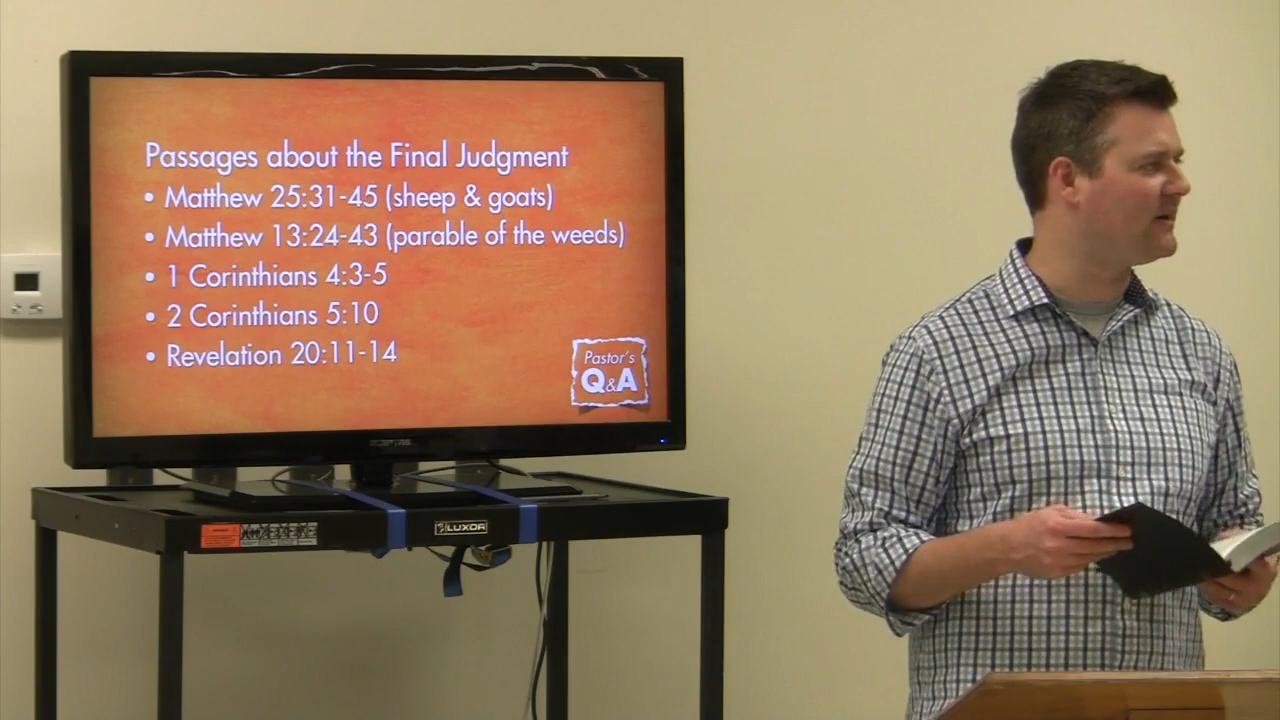 Passages about the Final Judgment
• Matthew 25:31-45 (sheep & goats)
• Matthew 13:24-43 (parable of the weeds)
• 1 Corinthians 4:3-5
• 2 Corinthians 5:10
• Revelation 20:11-14
Pastor's
Q&A
LUXOR